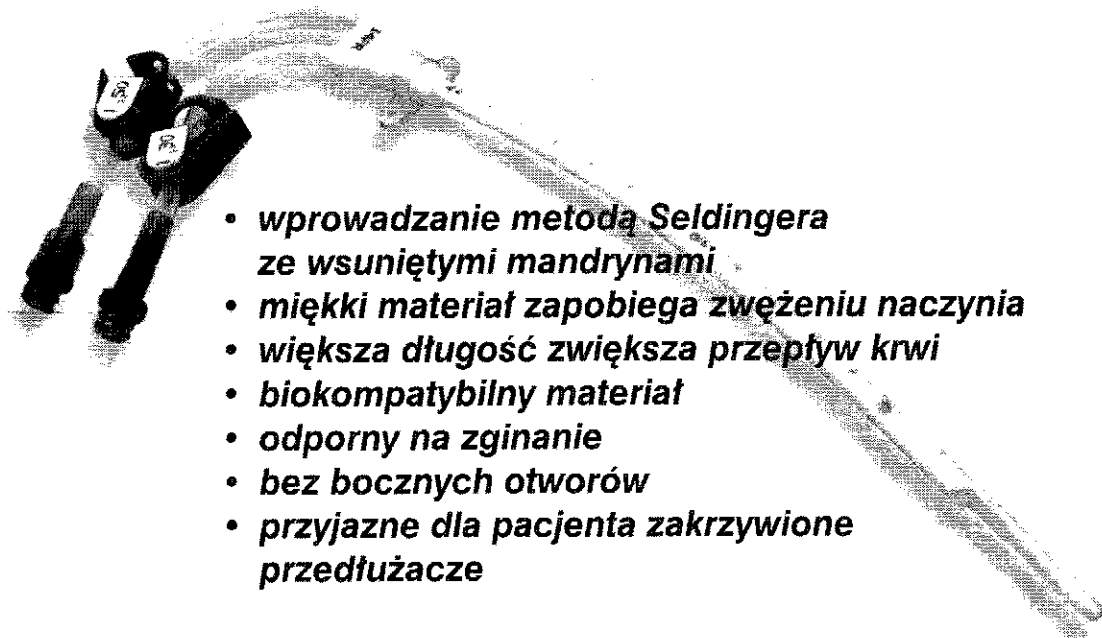 • wprowadzanie metodą Seldingera
ze wsuniętymi mandrynami
• miękki materiał zapobiega zwężeniu naczynia
• większa długość zwiększa przepływ krwi
• biokompatybilny materiał
• odporny na zginanie
• bez bocznych otworów
• przyjazne dla pacjenta zakrzywione
przedłużacze